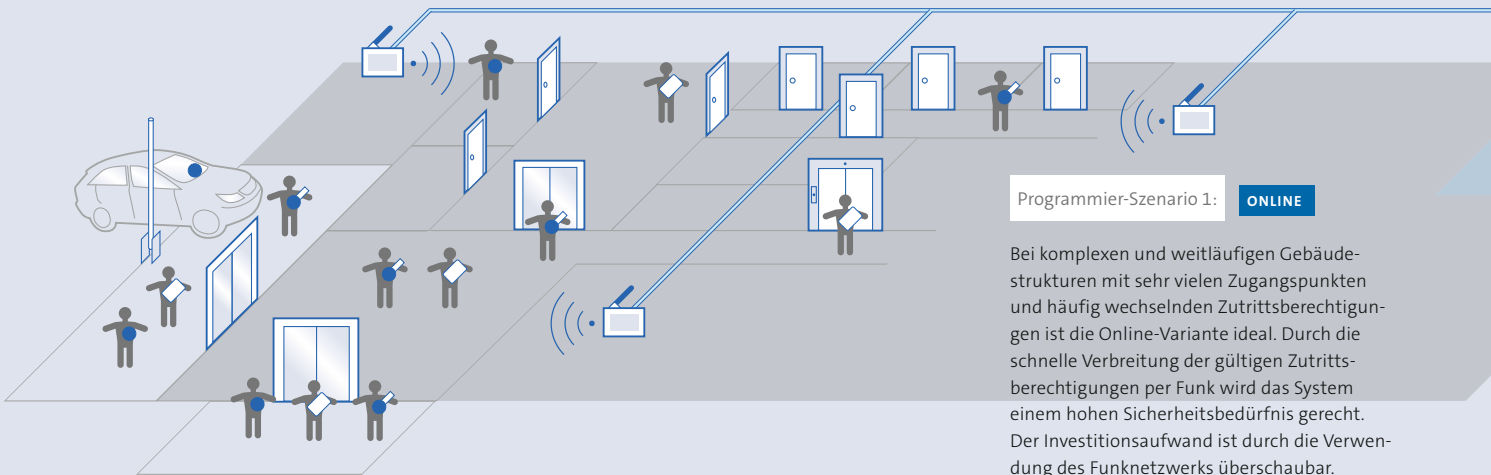 Programmier-Szenario 1: ONLINE
Bei komplexen und weitläufigen Gebäude-
strukturen mit sehr vielen Zugangspunkten
und häufig wechselnden Zutrittsberechtigun-
gen ist die Online-Variante ideal. Durch die
schnelle Verbreitung der gültigen Zutritts-
berechtigungen per Funk wird das System
einem hohen Sicherheitsbedürfnis gerecht.
Der Investitionsaufwand ist durch die Verwen-
dung des Funknetzwerks überschaubar.